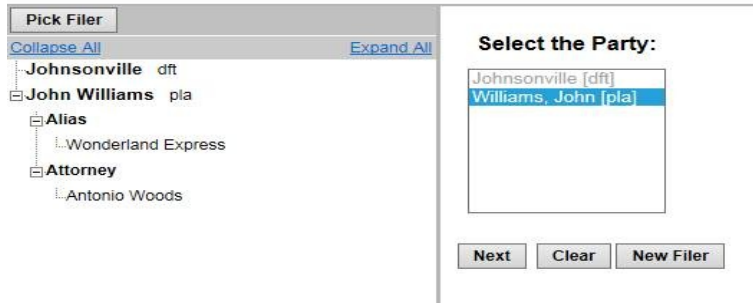 Pick Filer
Collapse All Expand All
Johnsonville dft
John Williams pla
Alias
Wonderland Express
Attorney
Antonio Woods
Select the Party:
Johnsonville [dft]
Williams, John [pla]
Next Clear New Filer